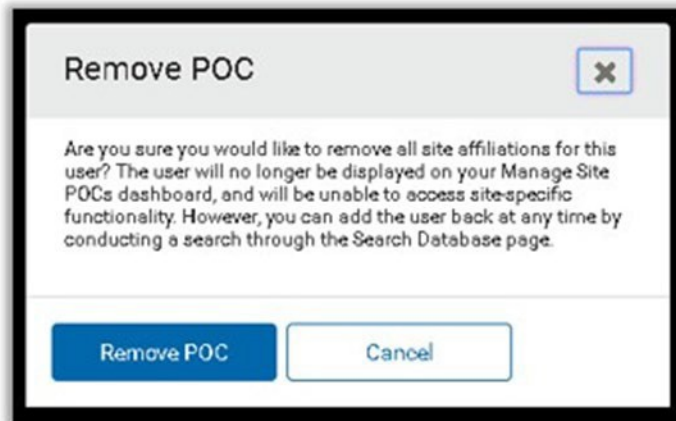 Remove POC
Are you sure you would like to remove all site affiliations for this
user? The user will no longer be displayed on your Manage Site
POCs dashboard, and will be unable to access site-specific
functionality. However, you can add the user back at any time by
conducting a search through the Search Database page.
Remove POC
Cancel